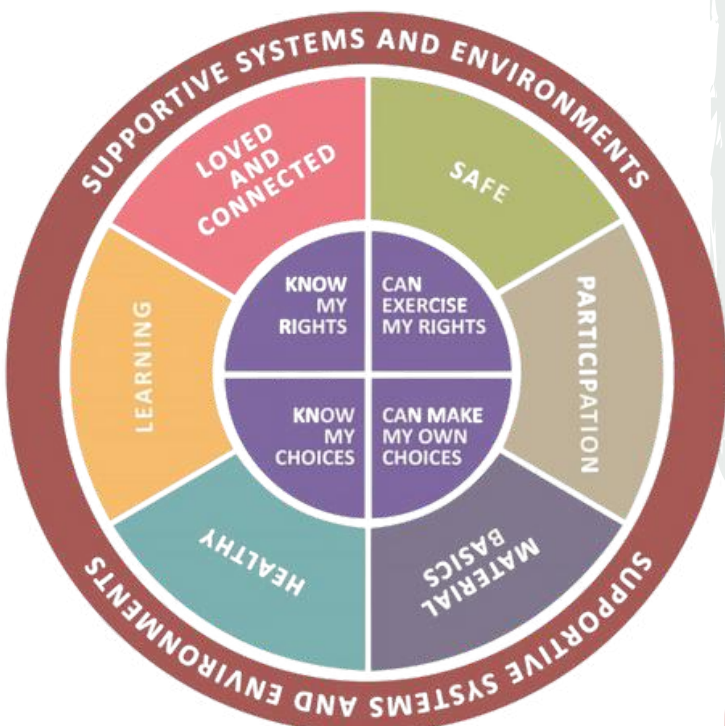 SUPPORTIVE SYSTEMS AND ENVIRONMENTS
LOVED
AND
CONNECTED
SAFE
PARTICIPATION
MATERIAL
BASICS
HEALTHY
LEARNING
KNOW
MY
RIGHTS
CAN
EXERCISE
MY RIGHTS
KNOW
MY
CHOICES
CAN MAKE
MY OWN
CHOICES
SUPPORTIVE SYSTEMS AND ENVIRONMENTS